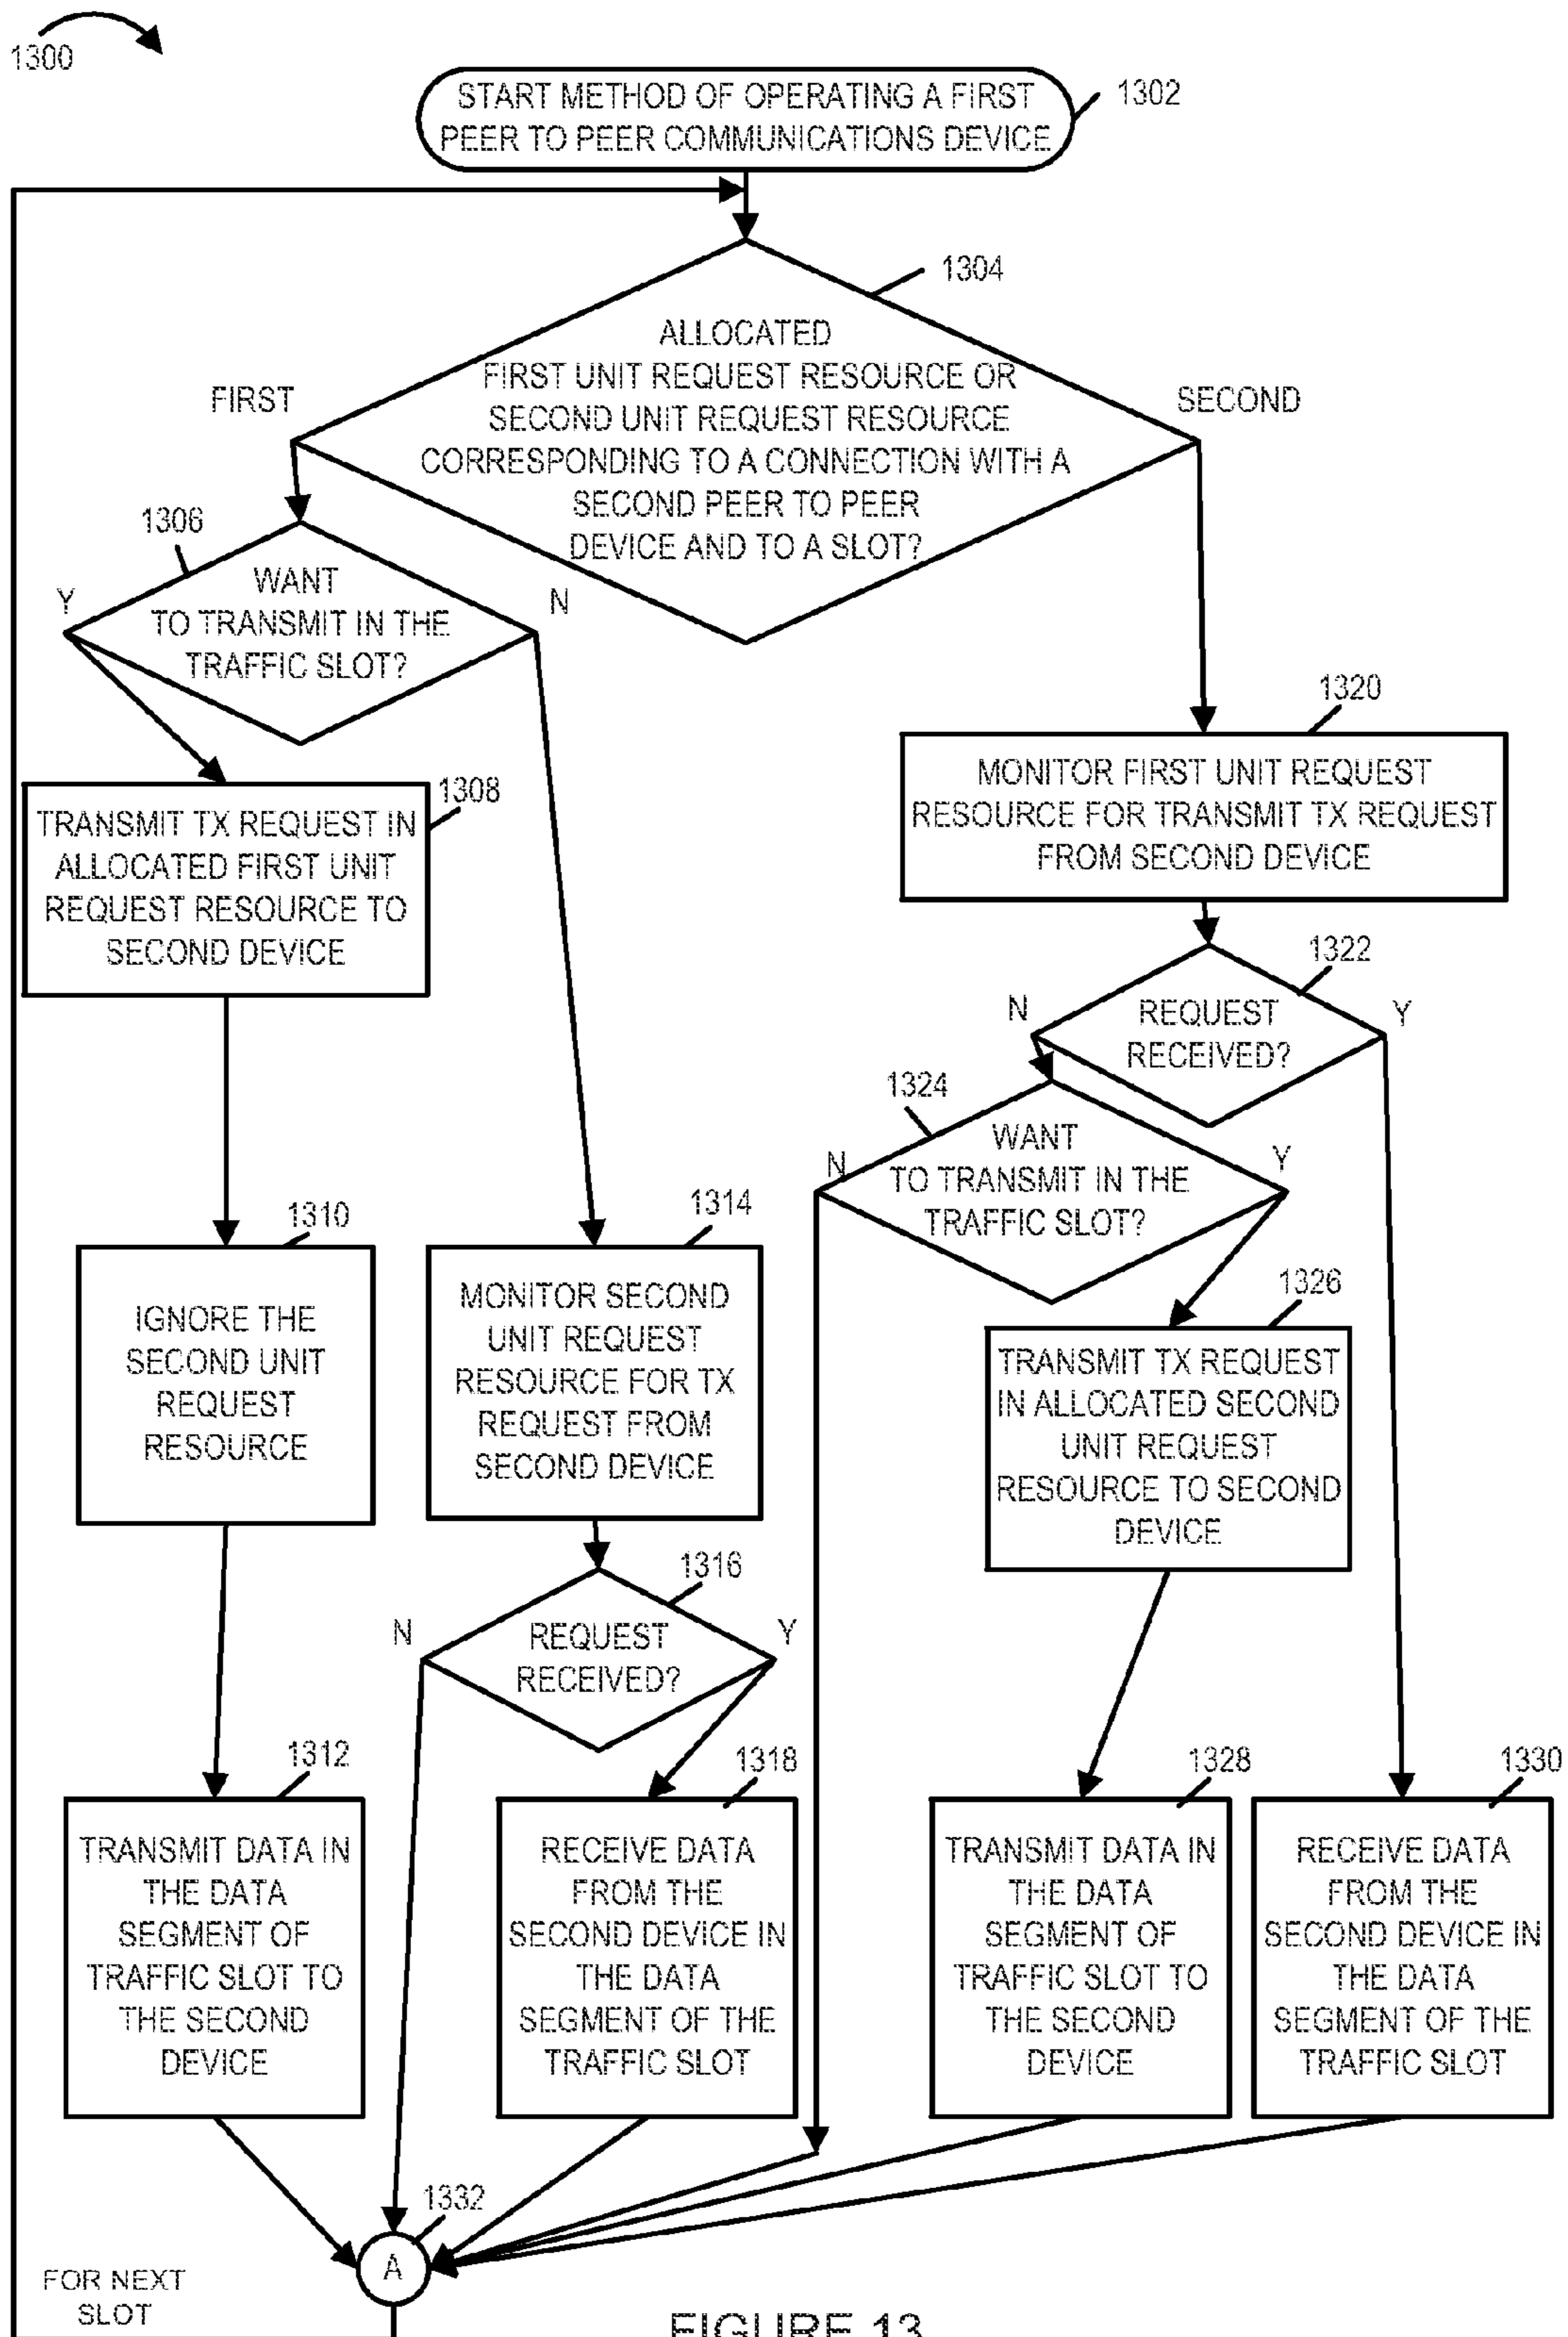 1300
START METHOD OF OPERATING A FIRST
PEER TO PEER COMMUNICATIONS DEVICE
1302
1304
ALLOCATED
FIRST UNIT REQUEST RESOURCE OR
SECOND UNIT REQUEST RESOURCE
CORRESPONDING TO A CONNECTION WITH A
SECOND PEER TO PEER
DEVICE AND TO A SLOT?
FIRST
SECOND
1306
WANT
TO TRANSMIT IN THE
TRAFFIC SLOT?
Y
N
1308
TRANSMIT TX REQUEST IN
ALLOCATED FIRST UNIT
REQUEST RESOURCE TO
SECOND DEVICE
1320
MONITOR FIRST UNIT REQUEST
RESOURCE FOR TRANSMIT TX REQUEST
FROM SECOND DEVICE
1322
REQUEST
RECEIVED?
N
Y
1324
WANT
TO TRANSMIT IN THE
TRAFFIC SLOT?
N
Y
1310
IGNORE THE
SECOND UNIT
REQUEST
RESOURCE
1314
MONITOR SECOND
UNIT REQUEST
RESOURCE FOR TX
REQUEST FROM
SECOND DEVICE
1326
TRANSMIT TX REQUEST
IN ALLOCATED SECOND
UNIT REQUEST
RESOURCE TO SECOND
DEVICE
1316
REQUEST
RECEIVED?
N
Y
1312
TRANSMIT DATA IN
THE DATA
SEGMENT OF
TRAFFIC SLOT TO
THE SECOND
DEVICE
1318
RECEIVE DATA
FROM THE
SECOND DEVICE IN
THE DATA
SEGMENT OF THE
TRAFFIC SLOT
1328
TRANSMIT DATA IN
THE DATA
SEGMENT OF
TRAFFIC SLOT TO
THE SECOND
DEVICE
1330
RECEIVE DATA
FROM THE
SECOND DEVICE IN
THE DATA
SEGMENT OF THE
TRAFFIC SLOT
1332
A
FOR NEXT
SLOT
FIGURE 13